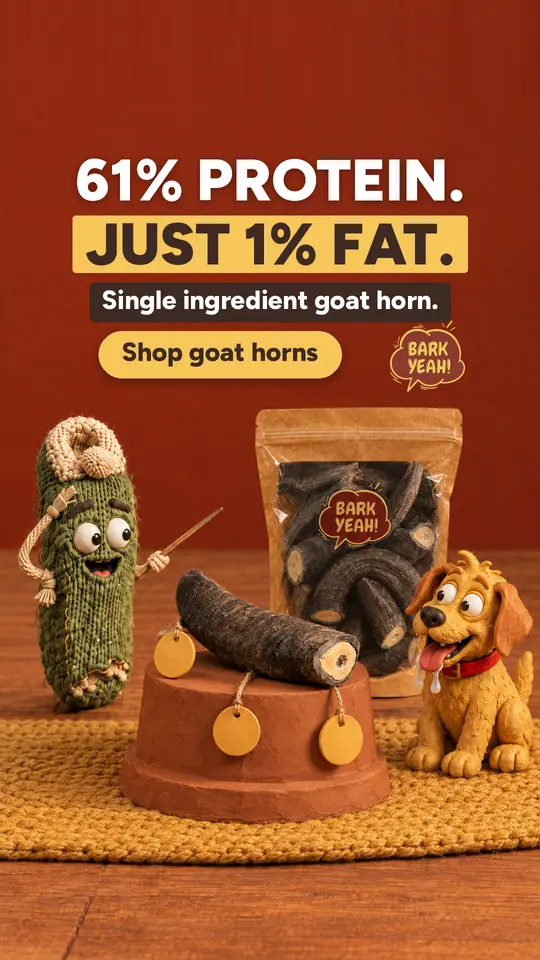 61% PROTEIN.
JUST 1% FAT.
Single ingredient goat horn.
Shop goat horns
BARK
YEAH!
BARK
YEAH!